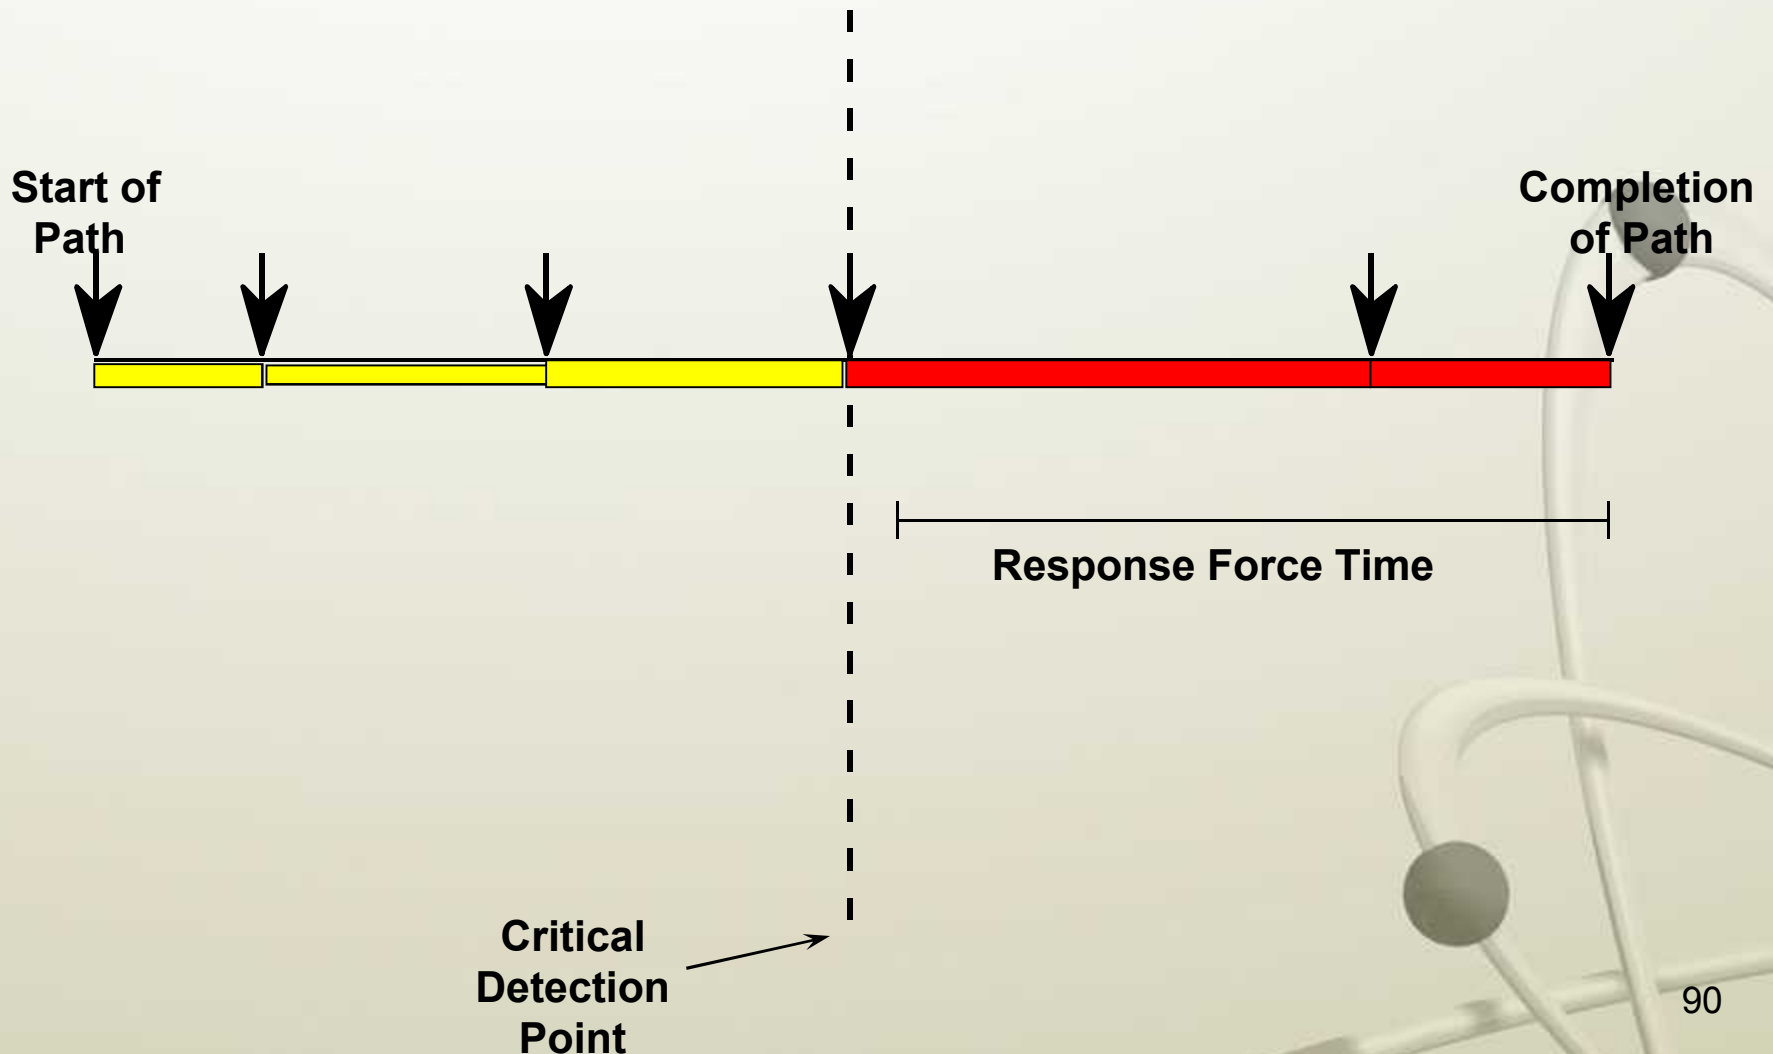 Start of
Path
Completion
of Path
Response Force Time
Critical
Detection
Point
90